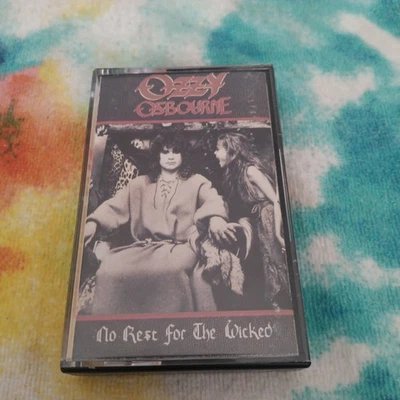 OZZY
OSBOURNE
No Rest for The Wicked